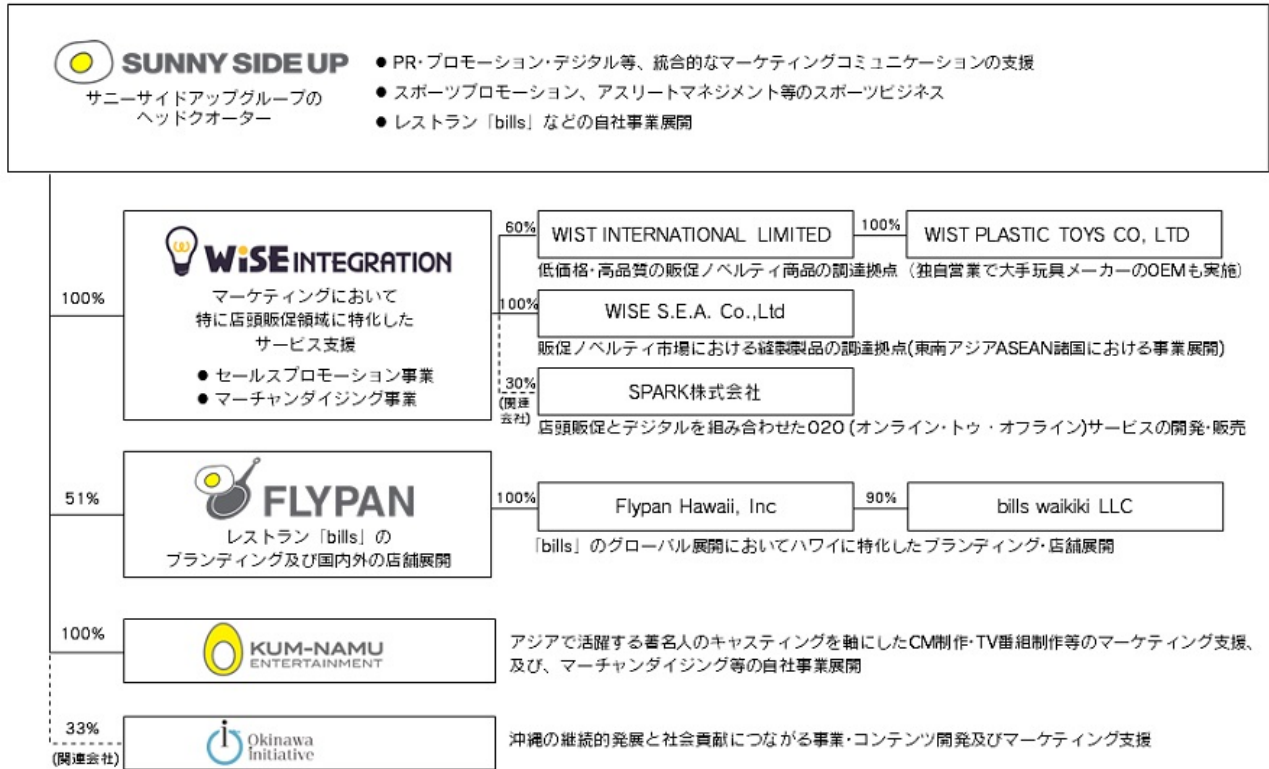 SUNNY SIDE UP
サニーサイドアップグループの
ヘッドクオーター
● PR・プロモーション・デジタル等、統合的なマーケティングコミュニケーションの支援
● スポーツプロモーション、アスリートマネジメント等のスポーツビジネス
● レストラン「bills」などの自社事業展開
100%
WiSE INTEGRATION
マーケティングにおいて
特に店頭販促領域に特化した
サービス支援
● セールスプロモーション事業
● マーチャンダイジング事業
60%
WIST INTERNATIONAL LIMITED
100%
WIST PLASTIC TOYS CO, LTD
低価格・高品質の販促ノベルティ商品の調達拠点 (独自営業で大手玩具メーカーのOEMも実施)
100%
WISE S.E.A. Co.,Ltd
販促ノベルティ市場における縫製製品の調達拠点(東南アジアASEAN諸国における事業展開)
30%
(関連
会社)
SPARK株式会社
店頭販促とデジタルを組み合わせたO2O (オンライン・トゥ・オフライン)サービスの開発・販売
51%
FLYPAN
レストラン「bills」の
ブランディング及び国内外の店舗展開
100%
Flypan Hawaii, Inc
90%
bills waikiki LLC
「bills」のグローバル展開においてハワイに特化したブランディング・店舗展開
100%
KUM-NAMU
ENTERTAINMENT
アジアで活躍する著名人のキャスティングを軸にしたCM制作・TV番組制作等のマーケティング支援、
及び、マーチャンダイジング等の自社事業展開
33%
(関連会社)
Okinawa
Initiative
沖縄の継続的発展と社会貢献につながる事業・コンテンツ開発及びマーケティング支援